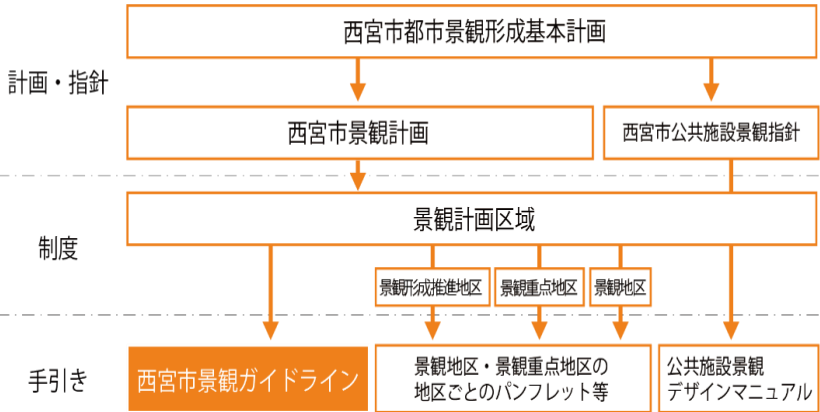 西宮市都市景観形成基本計画
計画・指針
西宮市景観計画
西宮市公共施設景観指針
景観計画区域
制度
景観形成推進地区
景観重点地区
景観地区
手引き
西宮市景観ガイドライン
景観地区・景観重点地区の
地区ごとのパンフレット等
公共施設景観
デザインマニュアル